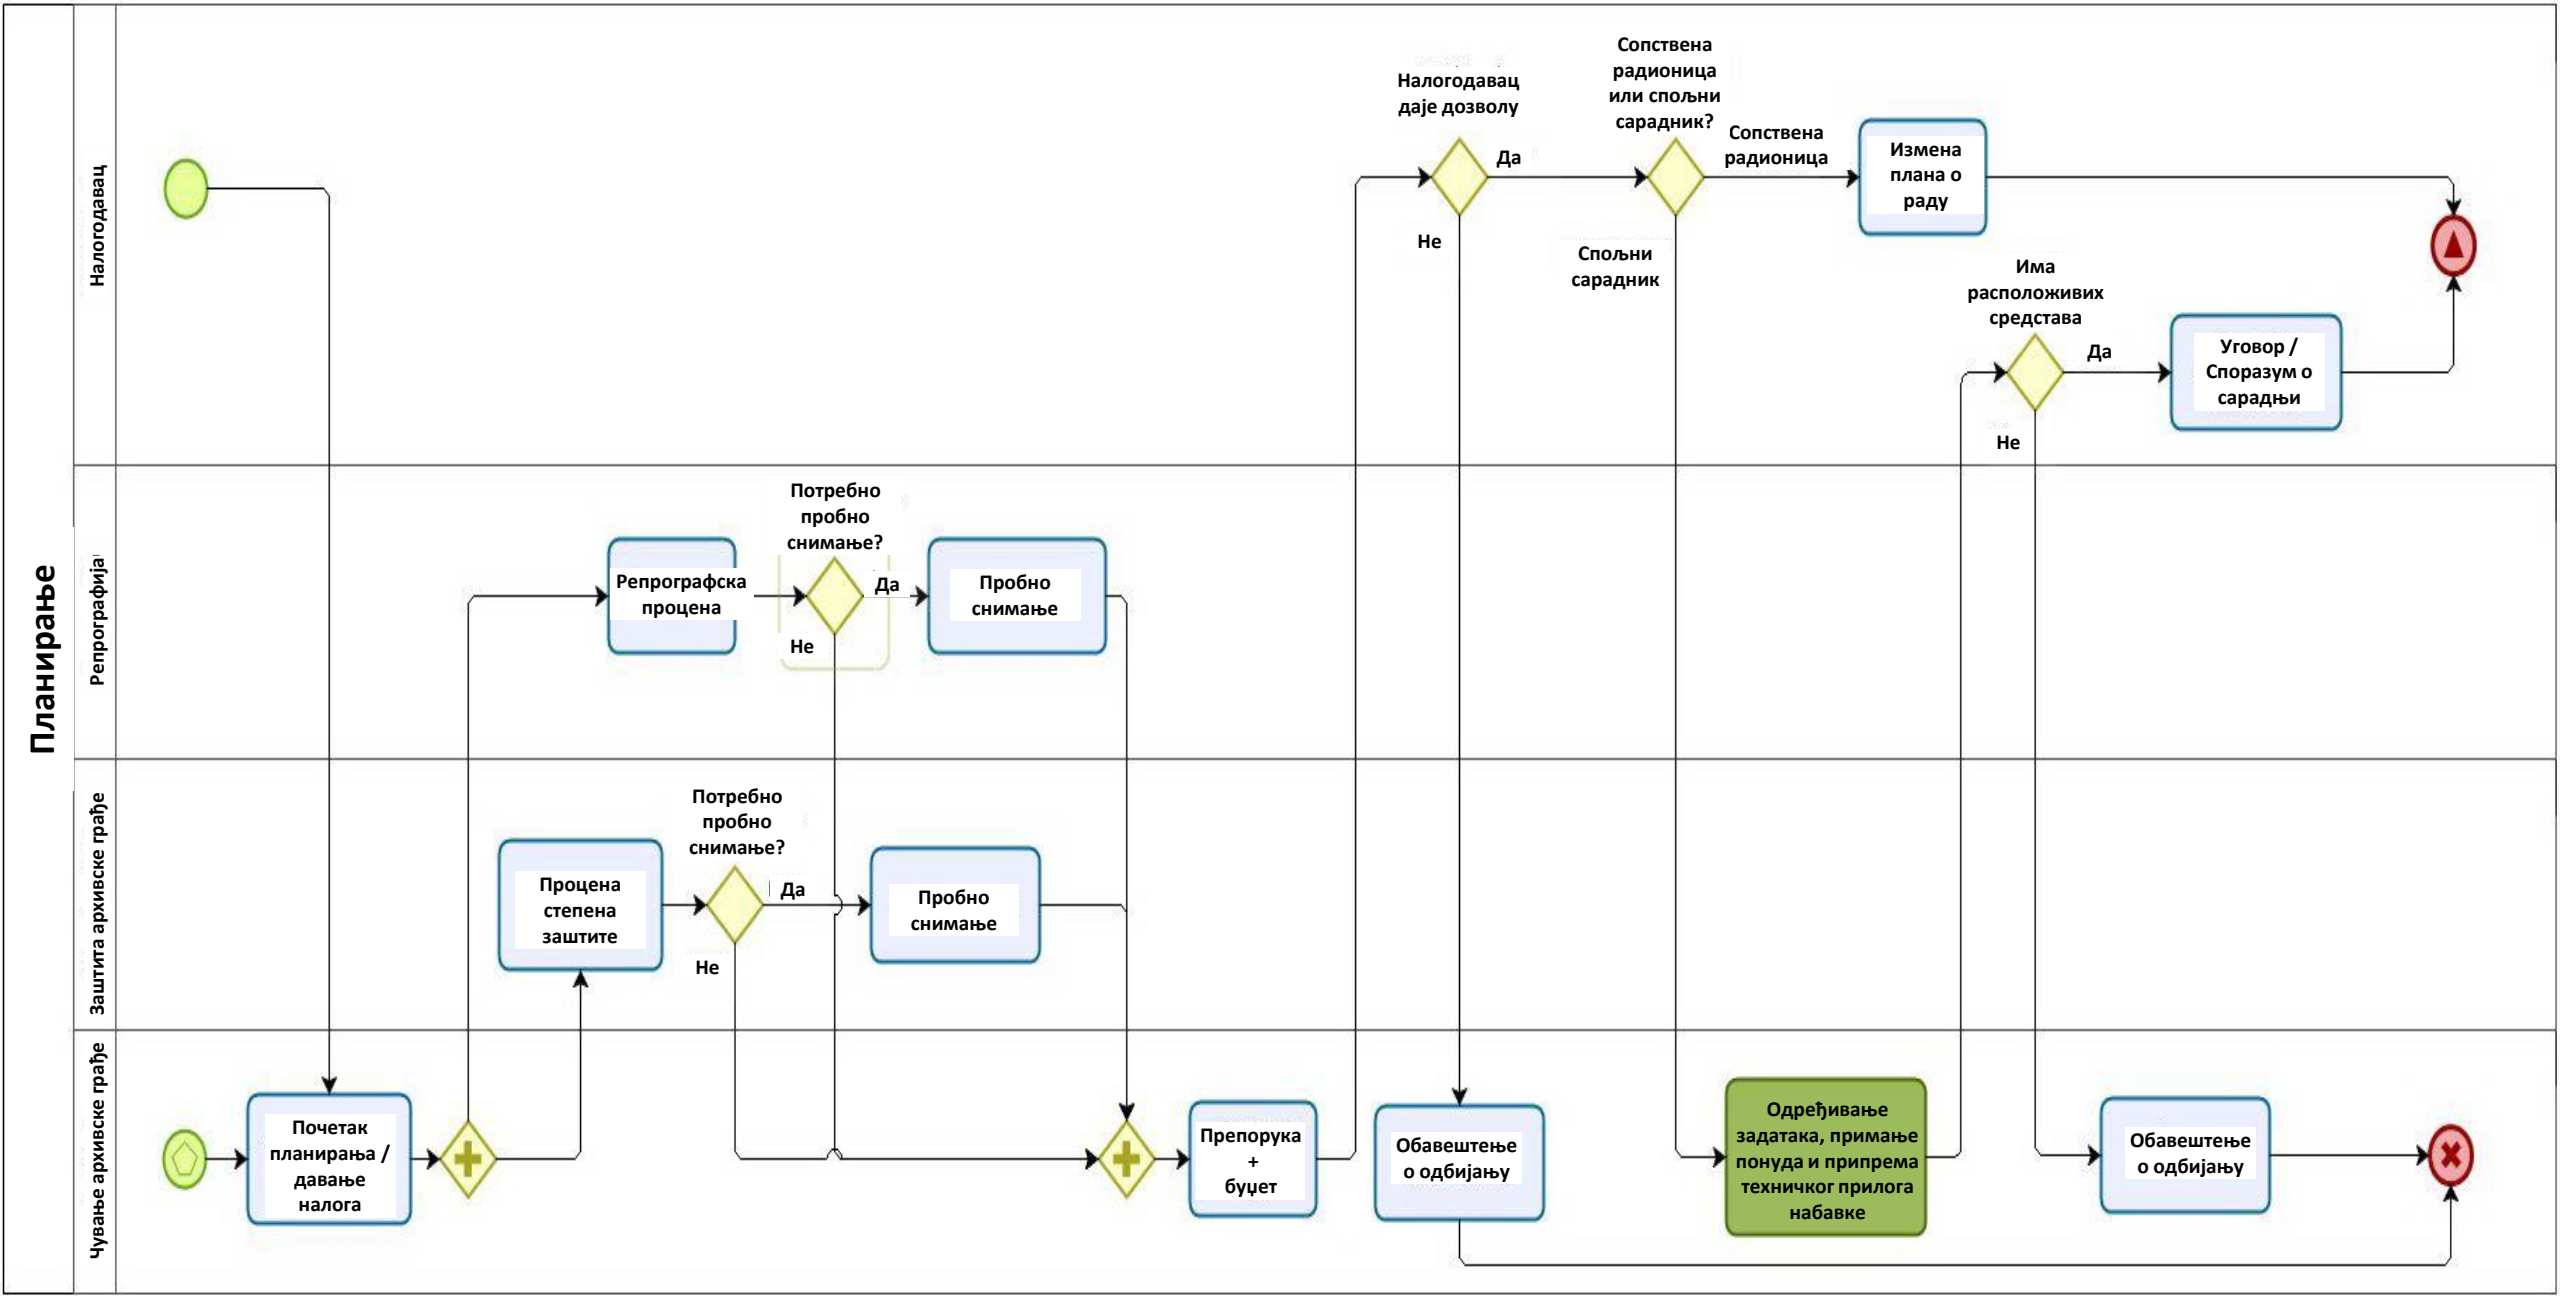 Планирање
Налогодавац
Налогодавац
даје дозволу
Да
Не
Сопствена
радионица
или спољни
сарадник?
Сопствена
радионица
Спољни
сарадник
Измена
плана о
раду
Има
расположивих
средстава
Да
Не
Уговор /
Споразум о
сарадњи
Репрографија
Репрографска
процена
Потребно
пробно
снимање?
Да
Не
Пробно
снимање
Заштита архивске грађе
Процена
степена
заштите
Потребно
пробно
снимање?
Да
Не
Пробно
снимање
Чување архивске грађе
Почетак
планирања /
давање
налога
Препорука
+
буџет
Обавештење
о одбијању
Одређивање
задатака, примање
понуда и припрема
техничког прилога
набавке
Обавештење
о одбијању